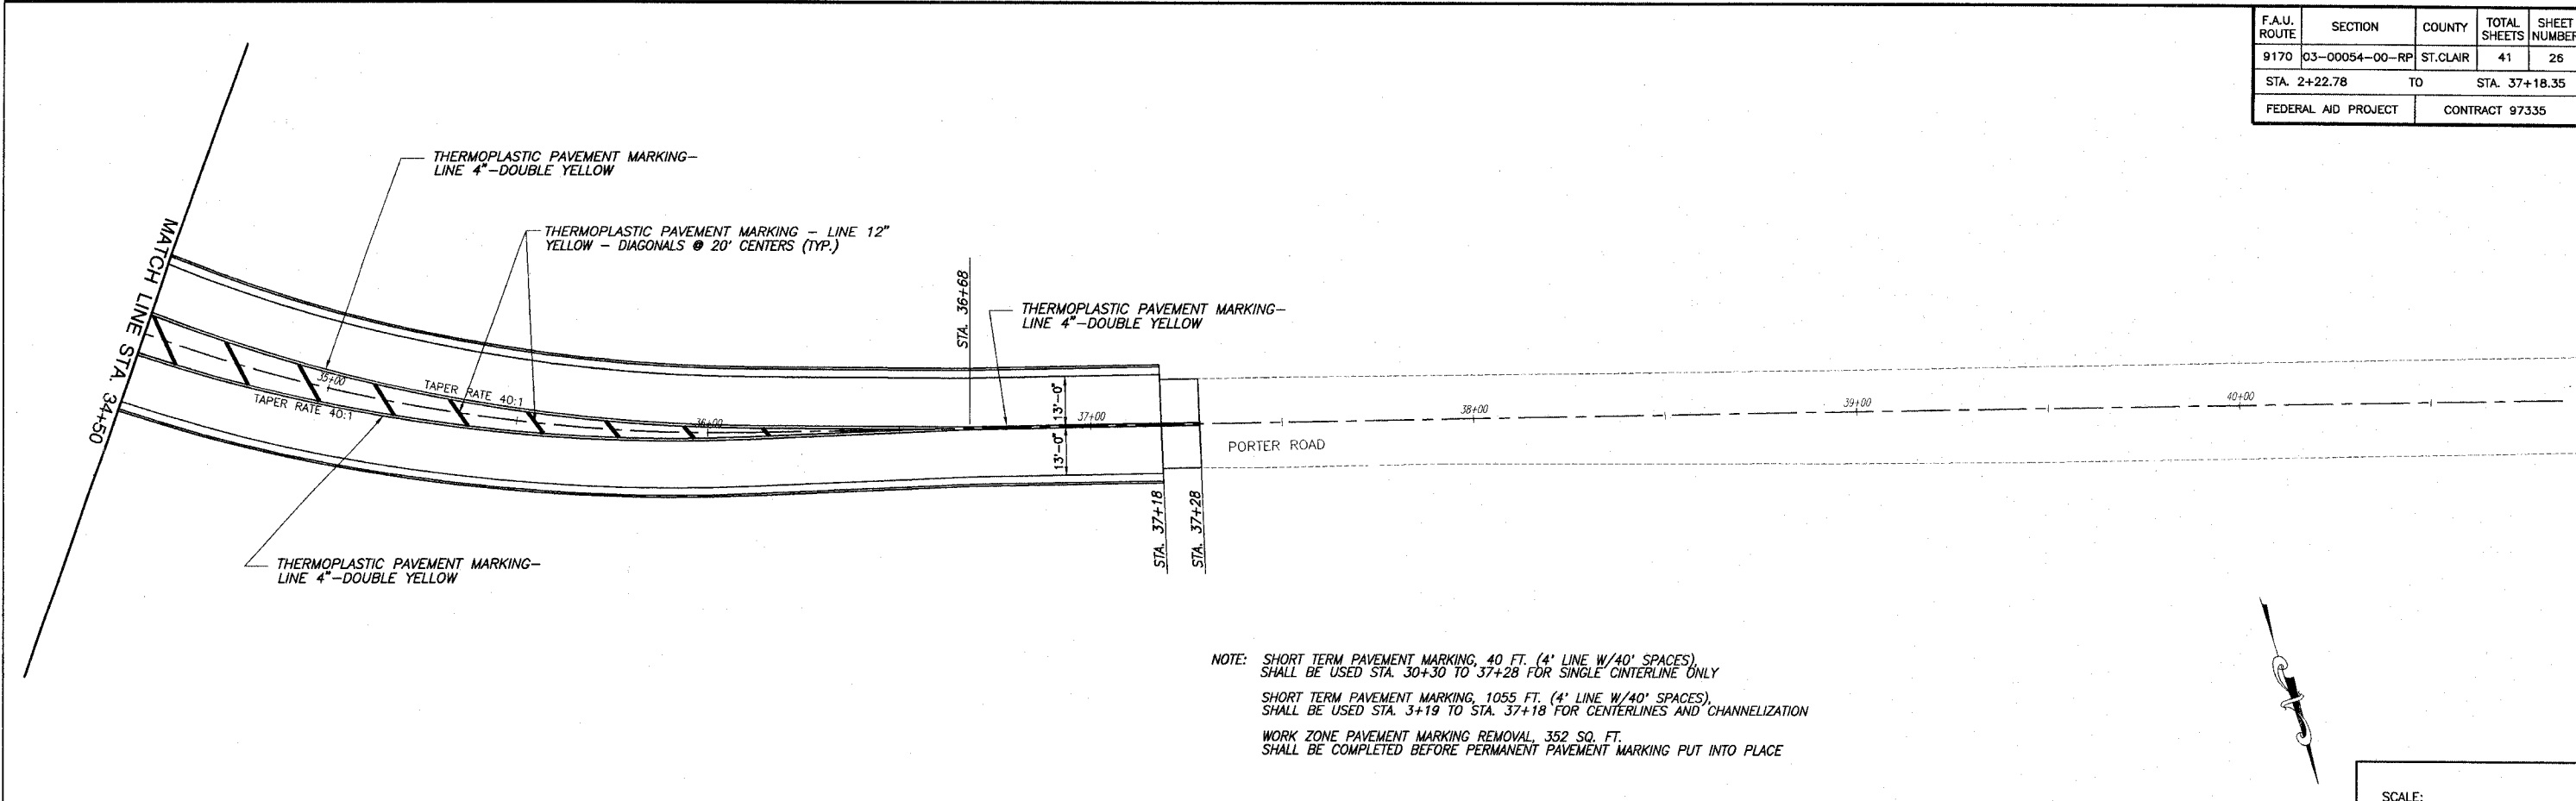 F.A.U. ROUTE SECTION COUNTY TOTAL SHEETS SHEET NUMBER
9170 03-00054-00-RP ST.CLAIR 41 26
STA. 2+22.78 TO STA. 37+18.35
FEDERAL AID PROJECT CONTRACT 97335
THERMOPLASTIC PAVEMENT MARKING-
LINE 4"-DOUBLE YELLOW
THERMOPLASTIC PAVEMENT MARKING - LINE 12"
YELLOW - DIAGONALS @ 20' CENTERS (TYP.)
MATCH LINE STA. 34+50
STA. 36+68
THERMOPLASTIC PAVEMENT MARKING-
LINE 4"-DOUBLE YELLOW
35+00
TAPER RATE 40:1
TAPER RATE 40:1
36+00
13'-0"
37+00
13'-0"
38+00
39+00
40+00
PORTER ROAD
STA. 37+18
STA. 37+28
THERMOPLASTIC PAVEMENT MARKING-
LINE 4"-DOUBLE YELLOW
NOTE: SHORT TERM PAVEMENT MARKING, 40 FT. (4' LINE W/40' SPACES),
SHALL BE USED STA. 30+30 TO 37+28 FOR SINGLE CINTERLINE ONLY
SHORT TERM PAVEMENT MARKING, 1055 FT. (4' LINE W/40' SPACES),
SHALL BE USED STA. 3+19 TO STA. 37+18 FOR CENTERLINES AND CHANNELIZATION
WORK ZONE PAVEMENT MARKING REMOVAL, 352 SQ. FT.
SHALL BE COMPLETED BEFORE PERMANENT PAVEMENT MARKING PUT INTO PLACE
SCALE: